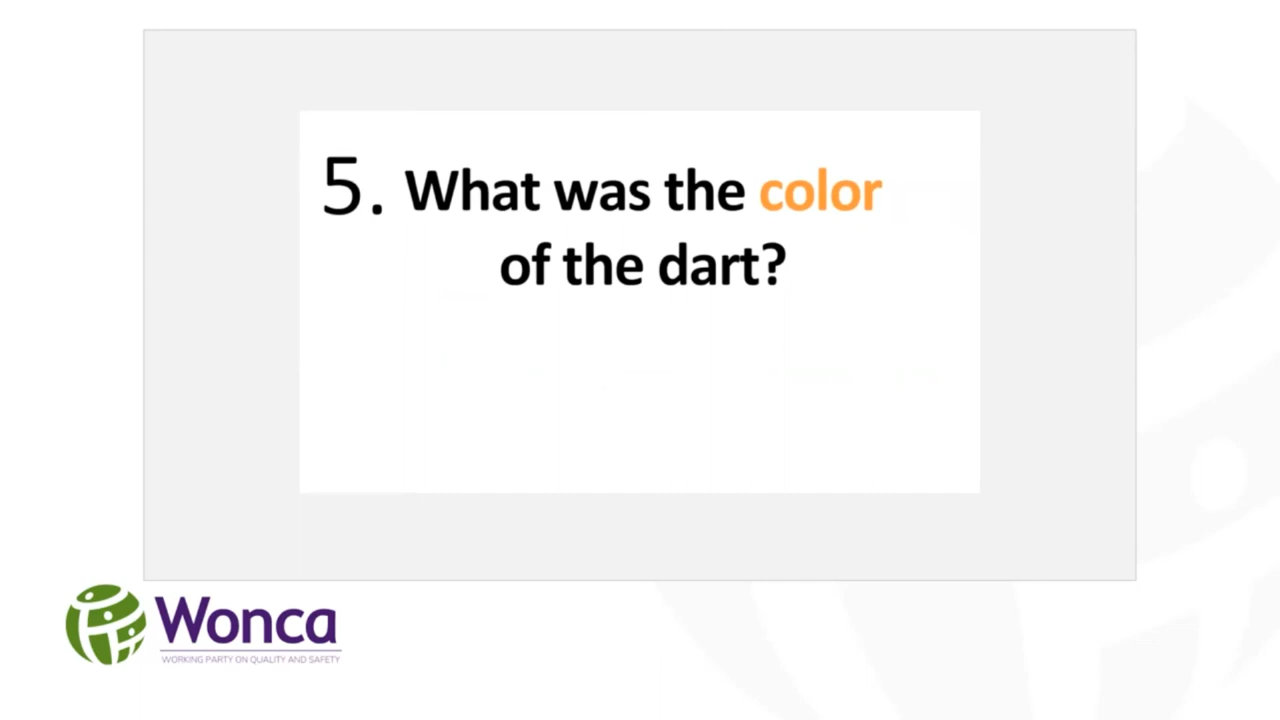 5. What was the color
of the dart?
Wonca
WORKING PARTY ON QUALITY AND SAFETY